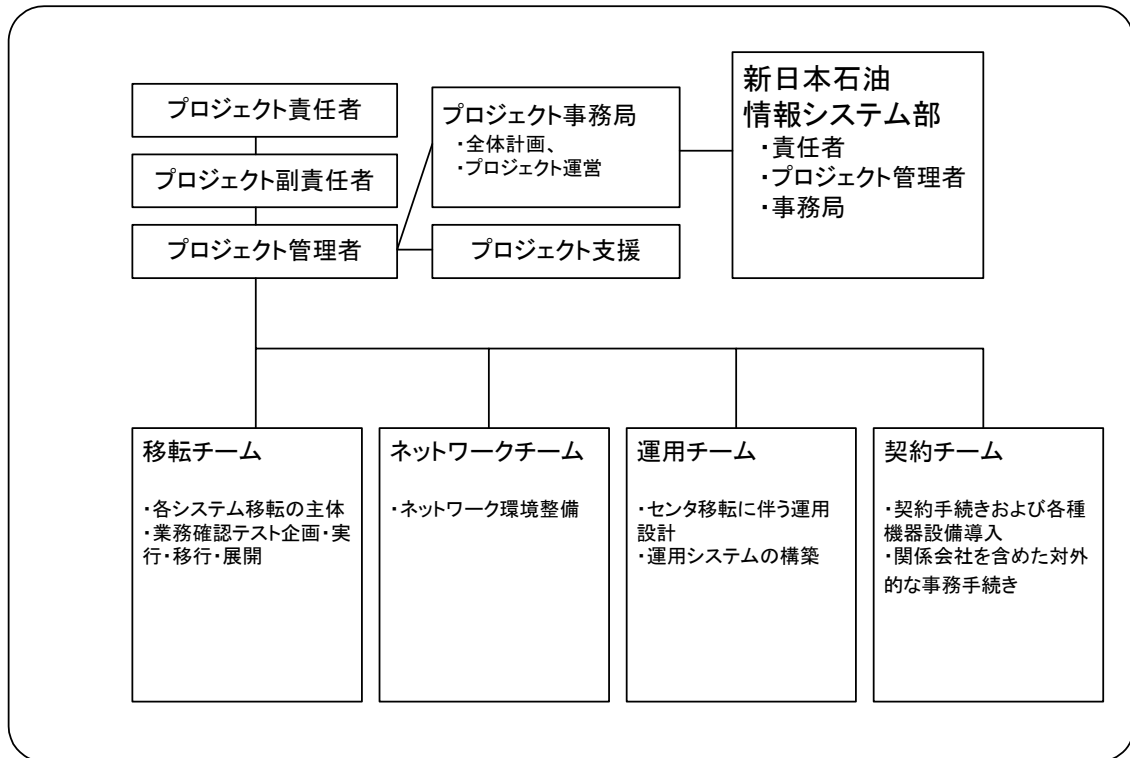 プロジェクト責任者
プロジェクト副責任者
プロジェクト管理者
プロジェクト事務局
・全体計画、
・プロジェクト運営
プロジェクト支援
新日本石油
情報システム部
・責任者
・プロジェクト管理者
・事務局
移転チーム
・各システム移転の主体
・業務確認テスト企画・実
行・移行・展開
ネットワークチーム
・ネットワーク環境整備
運用チーム
・センタ移転に伴う運用
設計
・運用システムの構築
契約チーム
・契約手続きおよび各種
機器設備導入
・関係会社を含めた対外
的な事務手続き